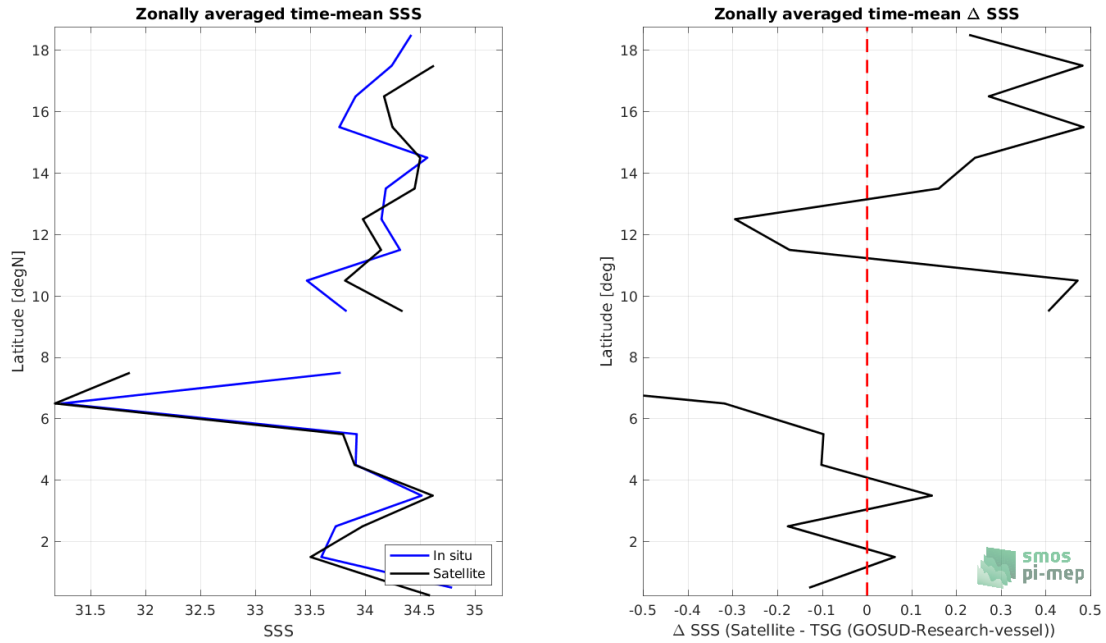 Zonally averaged time-mean SSS
18
16
14
12
10
8
6
4
2
Latitude [degN]
31.5 32 32.5 33 33.5 34 34.5 35
SSS
In situ
Satellite
Zonally averaged time-mean Δ SSS
18
16
14
12
10
8
6
4
2
Latitude [deg]
-0.5 -0.4 -0.3 -0.2 -0.1 0 0.1 0.2 0.3 0.4 0.5
Δ SSS (Satellite - TSG (GOSUD-Research-vessel))
smos
pi-mep